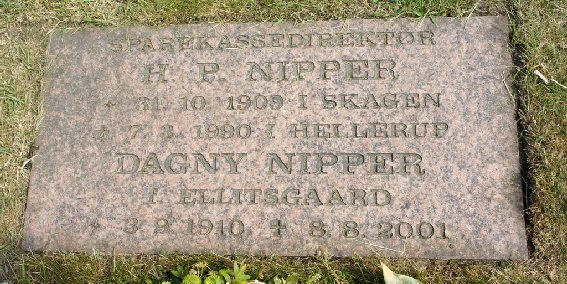 SPAREKASSEDIREKTØR
H. P. NIPPER
* 31. 10. 1909 I SKAGEN
✝ 7. 3. 1990 I HELLERUP
DAGNY NIPPER
F. ELLITSGAARD
* 3. 9. 1910 ✝ 8. 8. 2001